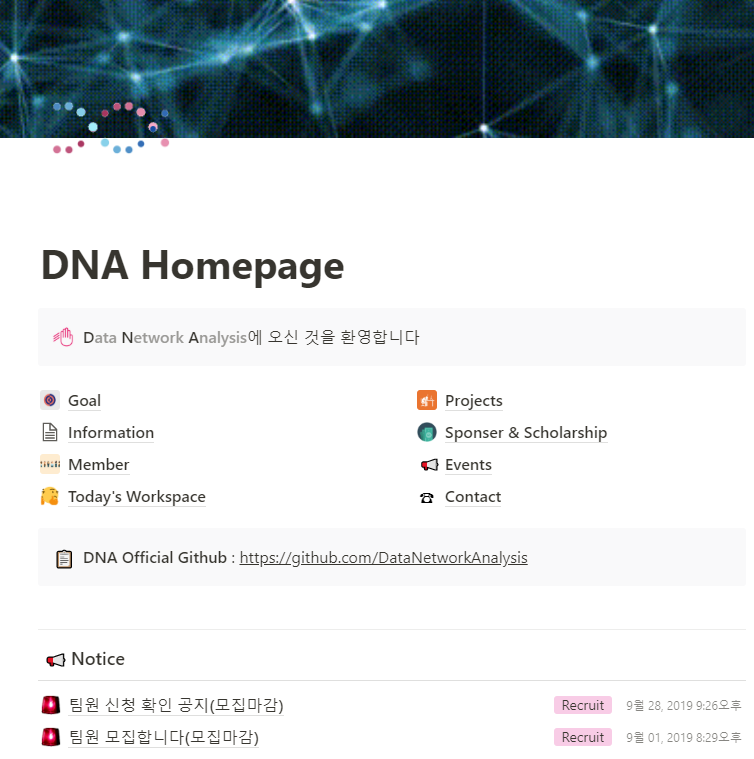 DNA Homepage
Data Network Analysis에 오신 것을 환영합니다
Goal
Information
Member
Today's Workspace
Projects
Sponser & Scholarship
Events
Contact
DNA Official Github : https://github.com/DataNetworkAnalysis
Notice
팀원 신청 확인 공지(모집마감) Recruit 9월 28, 2019 9:26오후
팀원 모집합니다(모집마감) Recruit 9월 01, 2019 8:29오후